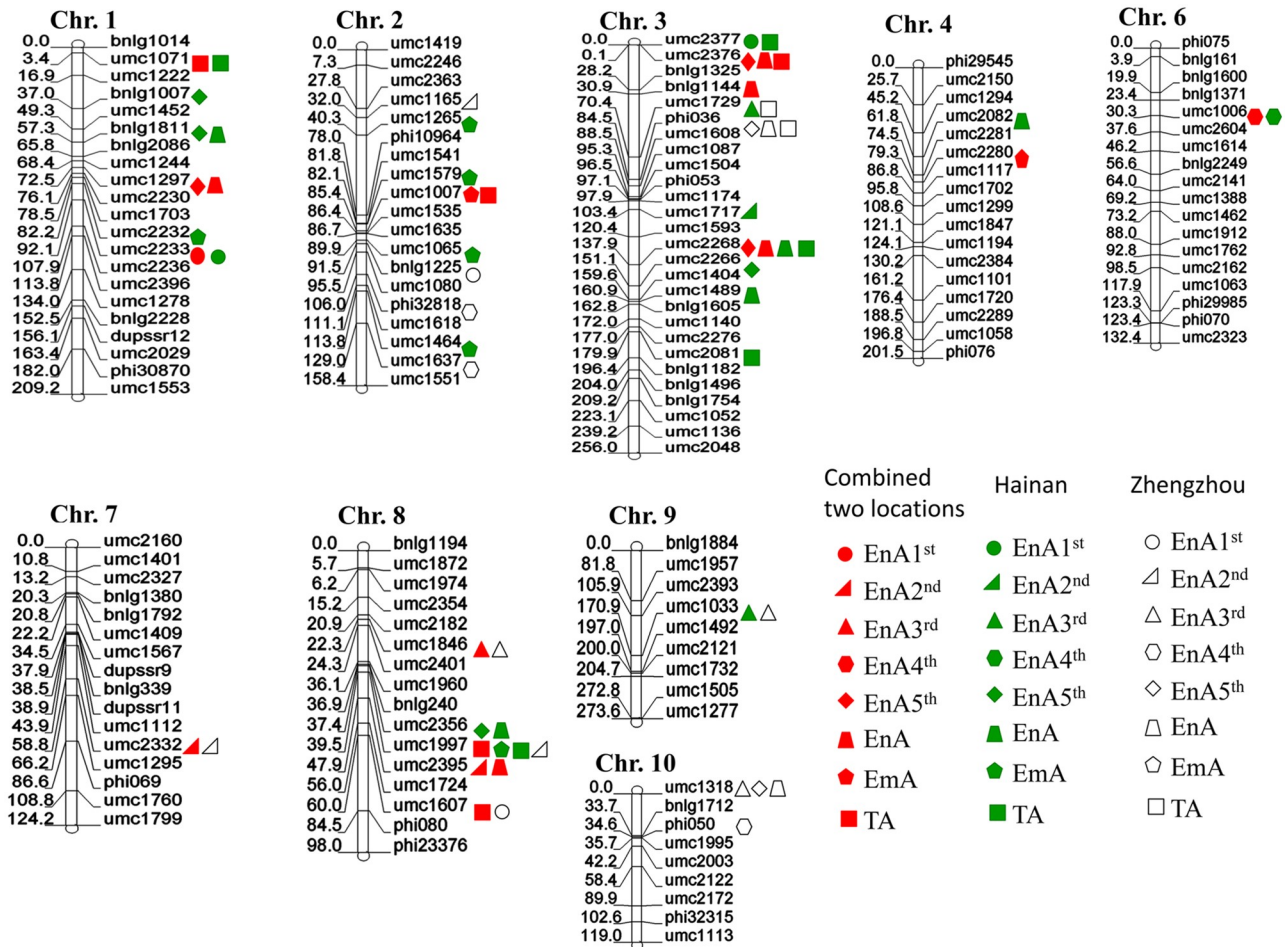 Chr. 1
0.0 bnlg1014
3.4 umc1071
16.9 umc1222
37.0 bnlg1007
49.3 umc1452
57.3 bnlg1811
65.8 bnlg2086
68.4 umc1244
72.5 umc1297
76.1 umc2230
78.5 umc1703
82.2 umc2232
92.1 umc2233
107.9 umc2236
113.8 umc2396
134.0 umc1278
152.5 bnlg2228
156.1 dupssr12
163.4 umc2029
182.0 phi30870
209.2 umc1553
Chr. 2
0.0 umc1419
7.3 umc2246
27.8 umc2363
32.0 umc1165
40.3 umc1265
78.0 phi10964
81.8 umc1541
82.1 umc1579
85.4 umc1007
86.4 umc1535
86.7 umc1635
89.9 umc1065
91.5 bnlg1225
95.5 umc1080
106.0 phi32818
111.1 umc1618
113.8 umc1464
129.0 umc1637
158.4 umc1551
Chr. 3
0.0 umc2377
0.1 umc2376
28.2 bnlg1325
30.9 bnlg1144
70.4 umc1729
84.5 phi036
88.5 umc1608
95.3 umc1087
96.5 umc1504
97.1 phi053
97.9 umc1174
103.4 umc1717
120.4 umc1593
137.9 umc2268
151.1 umc2266
159.6 umc1404
160.9 umc1489
162.8 bnlg1605
172.0 umc1140
177.0 umc2276
179.9 umc2081
196.4 bnlg1182
204.0 bnlg1496
209.2 bnlg1754
223.1 umc1052
239.2 umc1136
256.0 umc2048
Chr. 4
0.0 phi29545
25.7 umc2150
45.2 umc1294
61.8 umc2082
74.5 umc2281
79.3 umc2280
86.8 umc1117
95.8 umc1702
108.6 umc1299
121.1 umc1847
124.1 umc1194
130.2 umc2384
161.2 umc1101
176.4 umc1720
188.5 umc2289
196.8 umc1058
201.5 phi076
Chr. 6
0.0 phi075
3.9 bnlg161
19.9 bnlg1600
23.4 bnlg1371
30.3 umc1006
37.6 umc2604
46.2 umc1614
56.6 bnlg2249
64.0 umc2141
69.2 umc1388
73.2 umc1462
88.0 umc1912
92.8 umc1762
98.5 umc2162
117.9 umc1063
123.3 phi29985
123.4 phi070
132.4 umc2323
Chr. 7
0.0 umc2160
10.8 umc1401
13.2 umc2327
20.3 bnlg1380
20.8 bnlg1792
22.2 umc1409
34.5 umc1567
37.9 dupssr9
38.5 bnlg339
38.9 dupssr11
43.9 umc1112
58.8 umc2332
66.2 umc1295
86.6 phi069
108.8 umc1760
124.2 umc1799
Chr. 8
0.0 bnlg1194
5.7 umc1872
6.2 umc1974
15.2 umc2354
20.9 umc2182
22.3 umc1846
24.3 umc2401
36.1 umc1960
36.9 bnlg240
37.4 umc2356
39.5 umc1997
47.9 umc2395
56.0 umc1724
60.0 umc1607
84.5 phi080
98.0 phi23376
Chr. 9
0.0 bnlg1884
81.8 umc1957
105.9 umc2393
170.9 umc1033
197.0 umc1492
200.0 umc2121
204.7 umc1732
272.8 umc1505
273.6 umc1277
Chr. 10
0.0 umc1318
33.7 bnlg1712
34.6 phi050
35.7 umc1995
42.2 umc2003
58.4 umc2122
89.9 umc2172
102.6 phi32315
119.0 umc1113
Combined
two locations
EnA1st
EnA2nd
EnA3rd
EnA4th
EnA5th
EnA
EmA
TA
Hainan
EnA1st
EnA2nd
EnA3rd
EnA4th
EnA5th
EnA
EmA
TA
Zhengzhou
EnA1st
EnA2nd
EnA3rd
EnA4th
EnA5th
EnA
EmA
TA